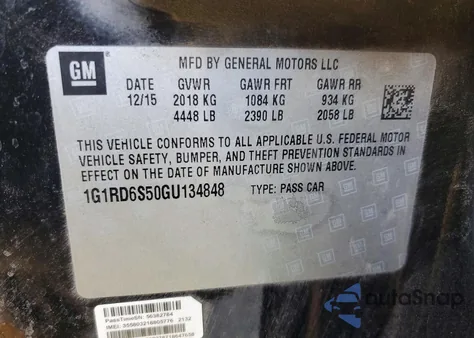 GM
MFD BY GENERAL MOTORS LLC
DATE GVWR GAWR FRT GAWR RR
12/15 2018 KG 1084 KG 934 KG
4448 LB 2390 LB 2058 LB
THIS VEHICLE CONFORMS TO ALL APPLICABLE U.S. FEDERAL MOTOR
VEHICLE SAFETY, BUMPER, AND THEFT PREVENTION STANDARDS IN
EFFECT ON THE DATE OF MANUFACTURE SHOWN ABOVE.
1G1RD6S50GU134848 TYPE: PASS CAR
autoSnap